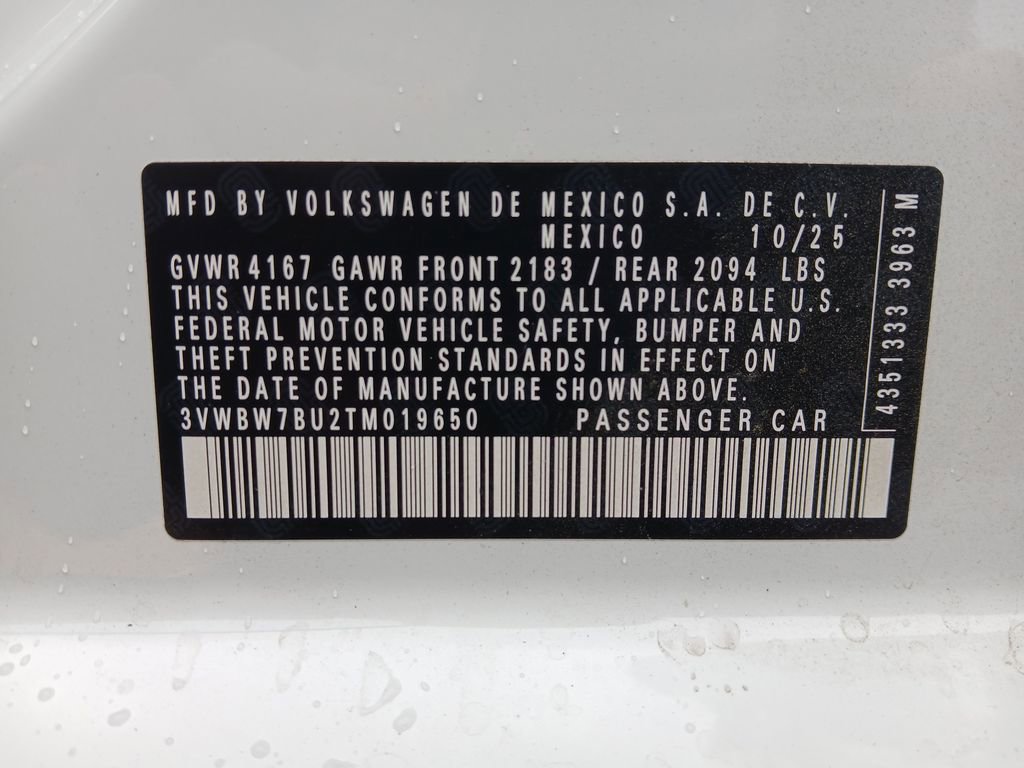 MFD BY VOLKSWAGEN DE MEXICO S.A. DE C.V.
MEXICO 10/25
GVWR 4167 GAWR FRONT 2183 / REAR 2094 LBS
THIS VEHICLE CONFORMS TO ALL APPLICABLE U.S.
FEDERAL MOTOR VEHICLE SAFETY, BUMPER AND
THEFT PREVENTION STANDARDS IN EFFECT ON
THE DATE OF MANUFACTURE SHOWN ABOVE.
3VWBW7BU2TM019650 PASSENGER CAR
4351333 3963 M